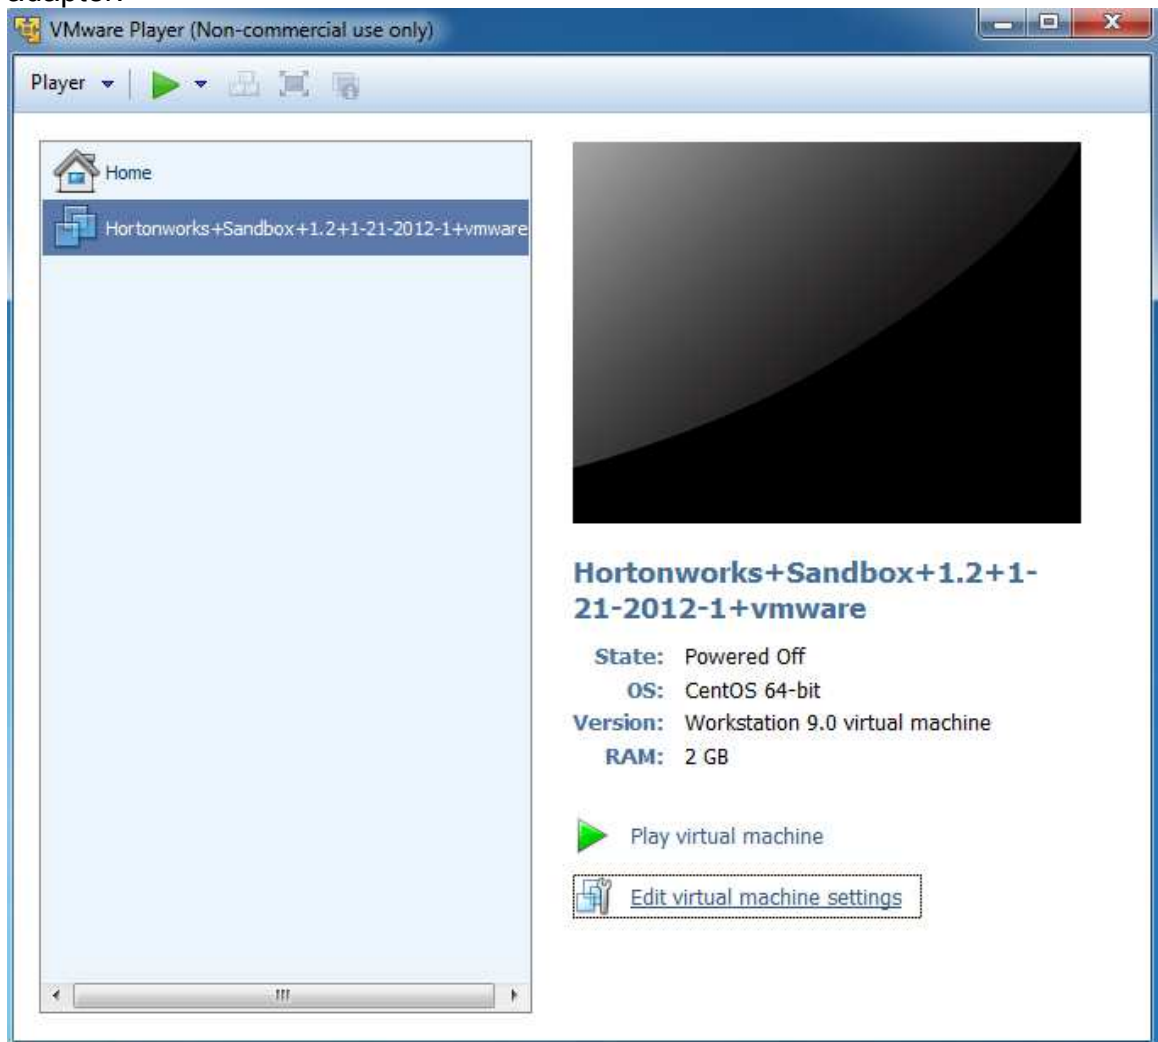 VMware Player (Non-commercial use only)
Player
Home
Hortonworks+Sandbox+1.2+1-21-2012-1+vmware
Hortonworks+Sandbox+1.2+1-
21-2012-1+vmware
State: Powered Off
OS: CentOS 64-bit
Version: Workstation 9.0 virtual machine
RAM: 2 GB
Play virtual machine
Edit virtual machine settings